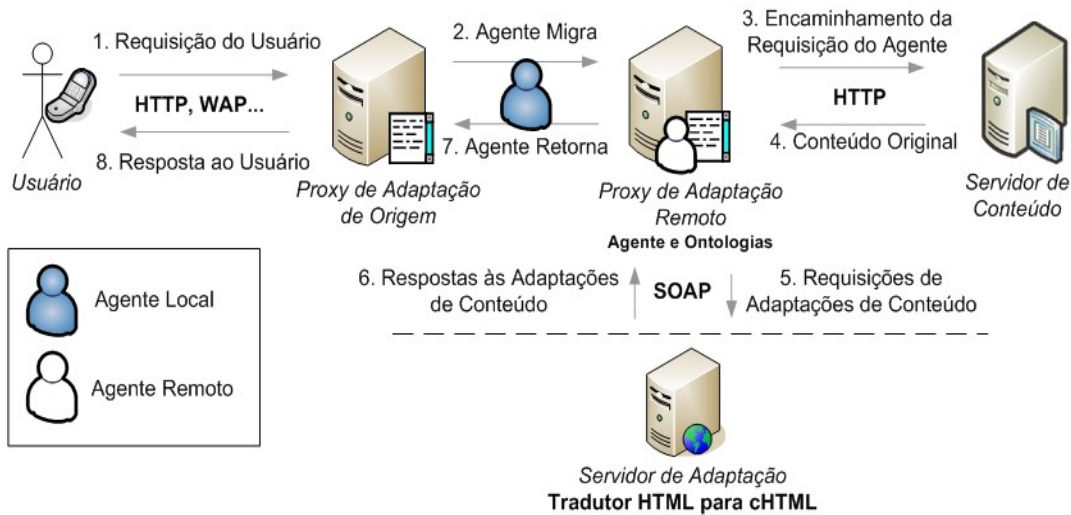 1. Requisição do Usuário
HTTP, WAP...
8. Resposta ao Usuário
Usuário
2. Agente Migra
7. Agente Retorna
Proxy de Adaptação
de Origem
3. Encaminhamento da
Requisição do Agente
HTTP
4. Conteúdo Original
Proxy de Adaptação
Remoto
Agente e Ontologias
Servidor de
Conteúdo
Agente Local
Agente Remoto
6. Respostas às Adaptações
de Conteúdo
SOAP
5. Requisições de
Adaptações de Conteúdo
Servidor de Adaptação
Tradutor HTML para cHTML